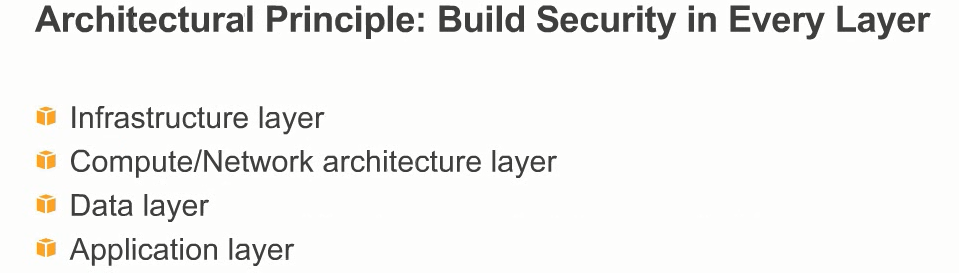 Architectural Principle: Build Security in Every Layer
Infrastructure layer
Compute/Network architecture layer
Data layer
Application layer